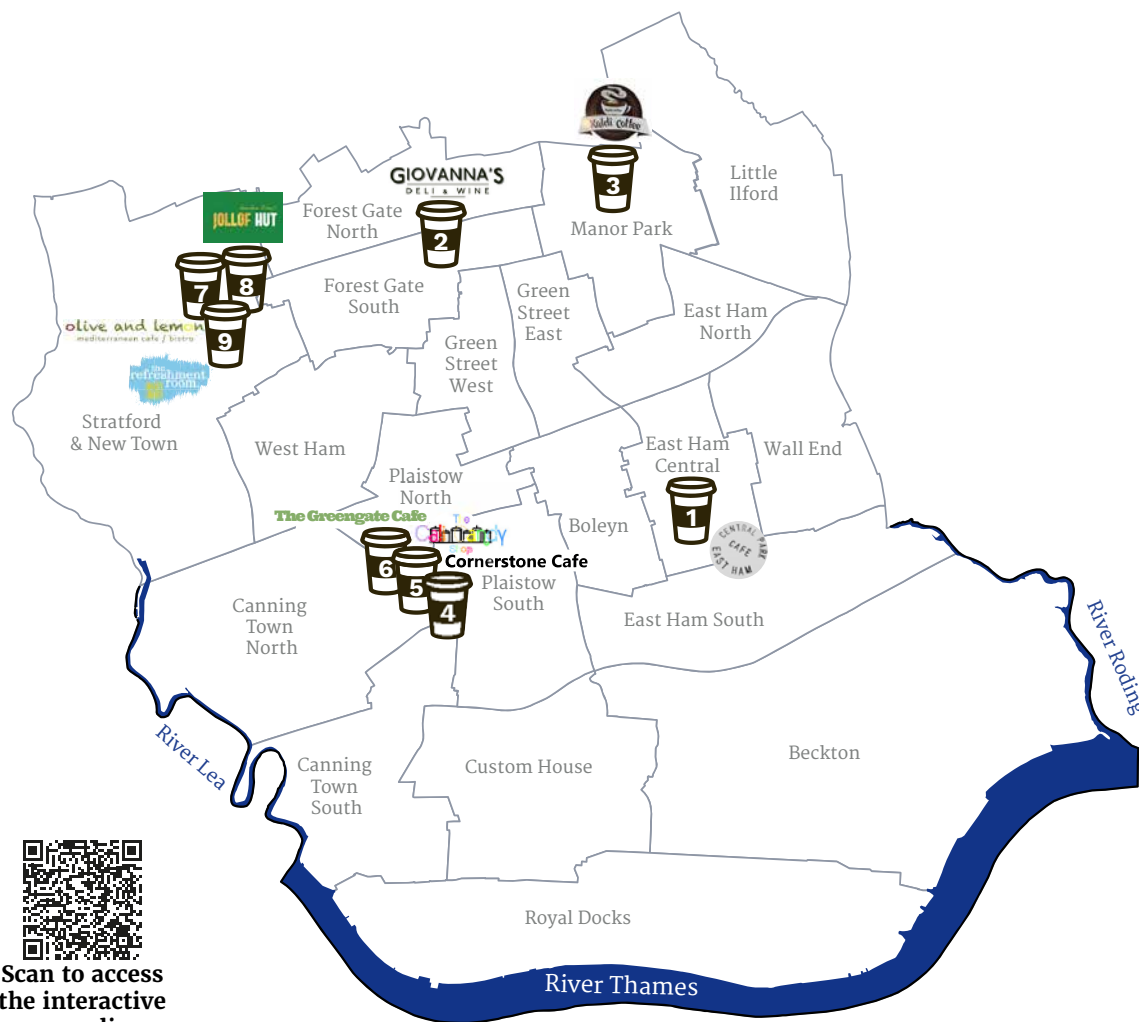 Kaldi Coffee
3
Little
Ilford
GIOVANNA'S
DELI & WINE
JOLLOF HUT
Forest Gate
North
2
Manor Park
7
8
Forest Gate
South
Green
Street
East
East Ham
North
olive and lemon
mediterranean cafe / bistro
9
Green
Street
West
the
refreshment
room
Stratford
& New Town
West Ham
East Ham
Central
Wall End
Plaistow
North
1
The Greengate Cafe
Boleyn
CENTRAL PARK
CAFE
EAST HAM
Cornerstone Cafe
6
5
4
Plaistow
South
Canning
Town
North
East Ham South
River Roding
River Lea
Canning
Town
South
Custom House
Beckton
Royal Docks
River Thames
Scan to access
the interactive